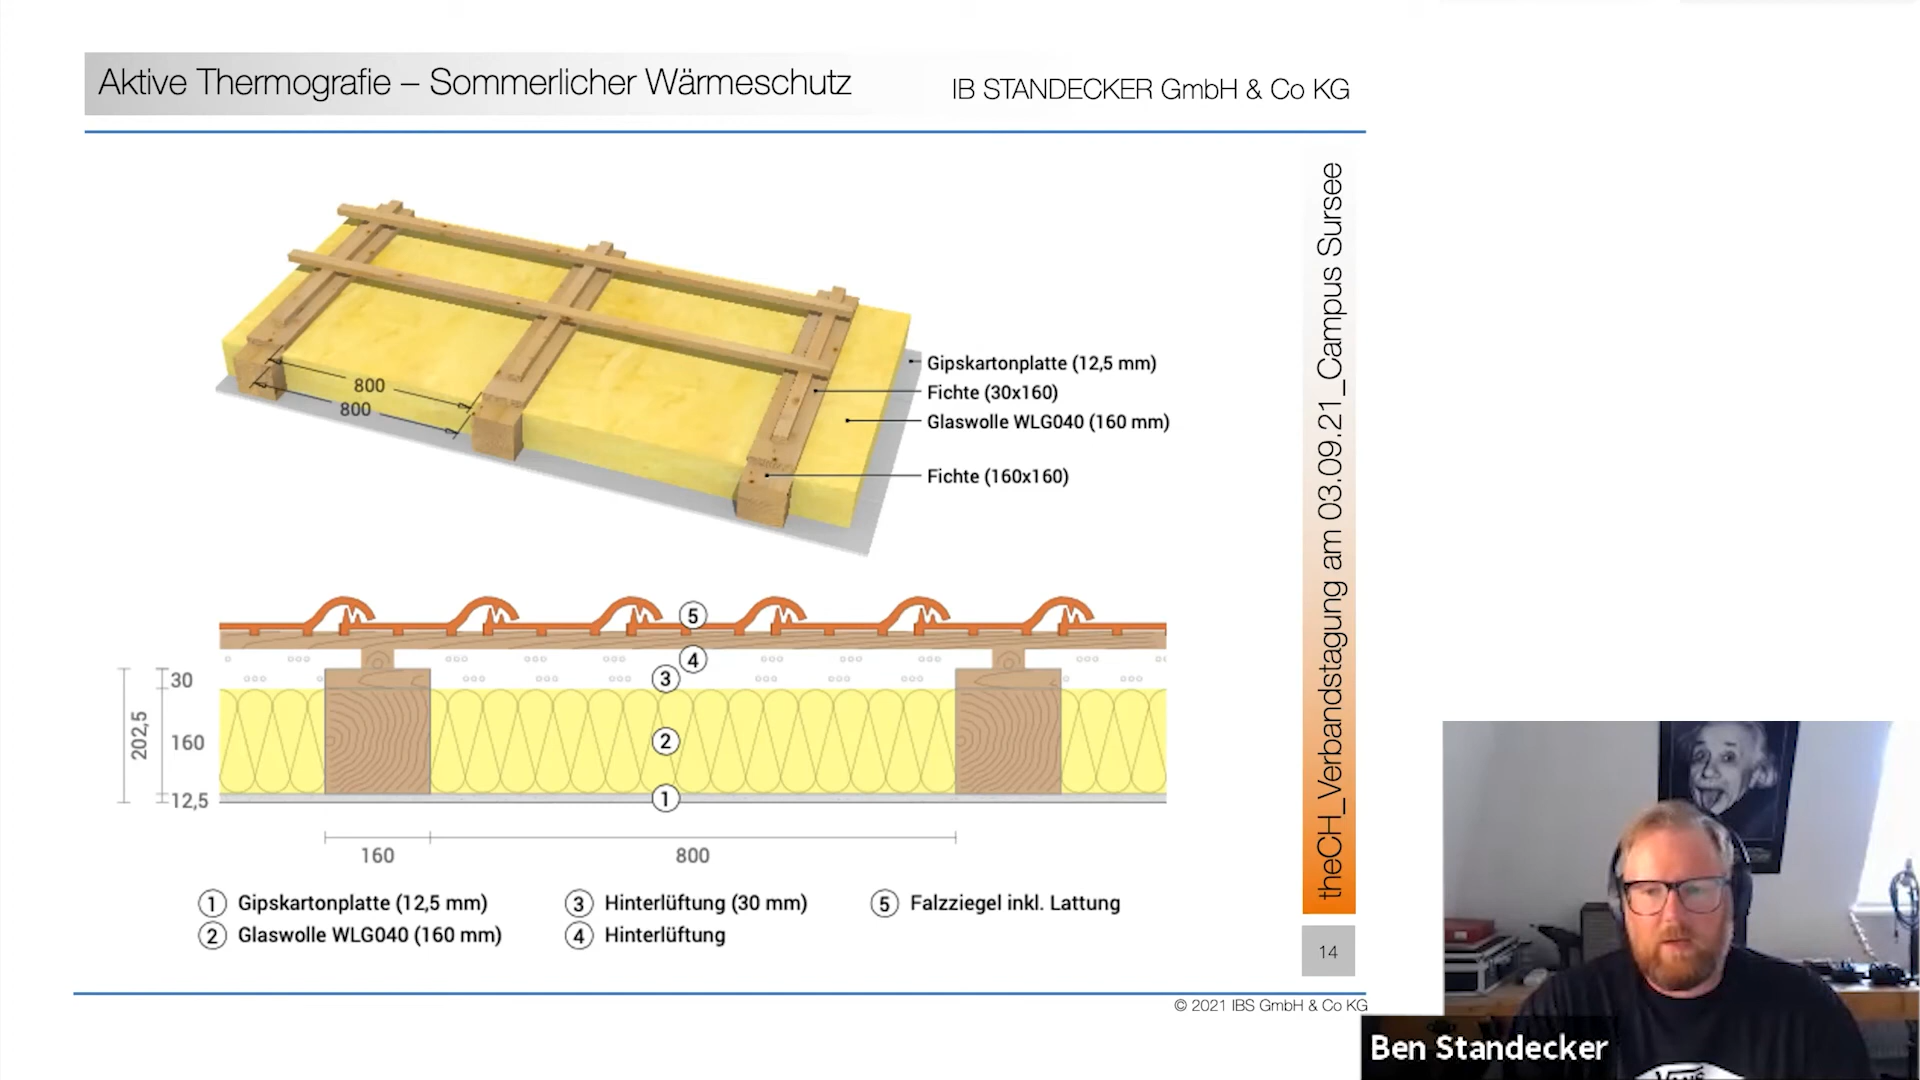 Aktive Thermografie – Sommerlicher Wärmeschutz
IB STANDECKER GmbH & Co KG
theCH_Verbandstagung am 03.09.21_Campus Sursee
800
800
Gipskartonplatte (12,5 mm)
Fichte (30x160)
Glaswolle WLG040 (160 mm)
Fichte (160x160)
5
4
3
2
1
30
160
12,5
202,5
160
800
1 Gipskartonplatte (12,5 mm)
2 Glaswolle WLG040 (160 mm)
3 Hinterlüftung (30 mm)
4 Hinterlüftung
5 Falzziegel inkl. Lattung
14
© 2021 IBS GmbH & Co KG
Ben Standecker
VANS